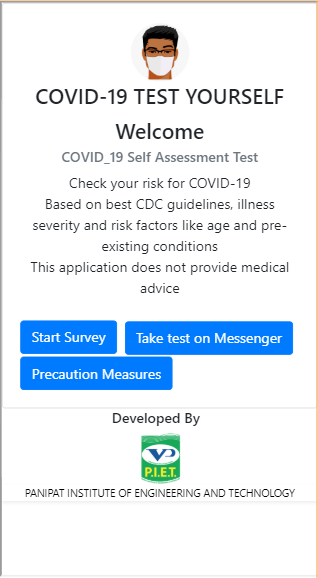 COVID-19 TEST YOURSELF
Welcome
COVID_19 Self Assessment Test
Check your risk for COVID-19
Based on best CDC guidelines, illness
severity and risk factors like age and pre-
existing conditions
This application does not provide medical
advice
Start Survey
Take test on Messenger
Precaution Measures
Developed By
P.I.E.T.
PANIPAT INSTITUTE OF ENGINEERING AND TECHNOLOGY